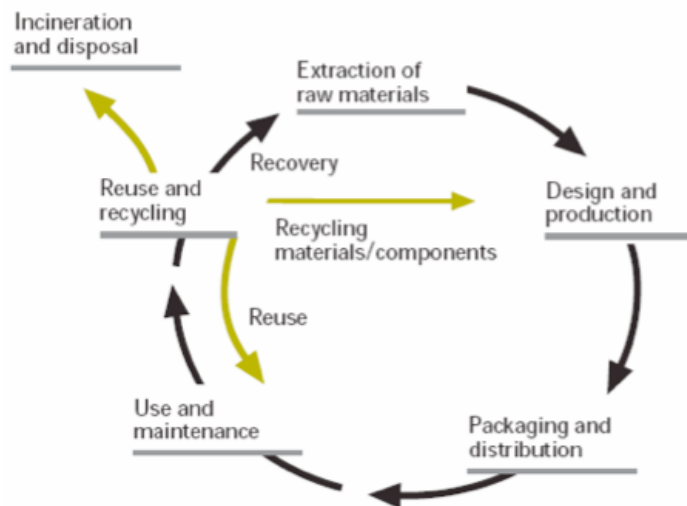 Incineration
and disposal
Extraction of
raw materials
Recovery
Reuse and
recycling
Design and
production
Recycling
materials/components
Reuse
Use and
maintenance
Packaging and
distribution